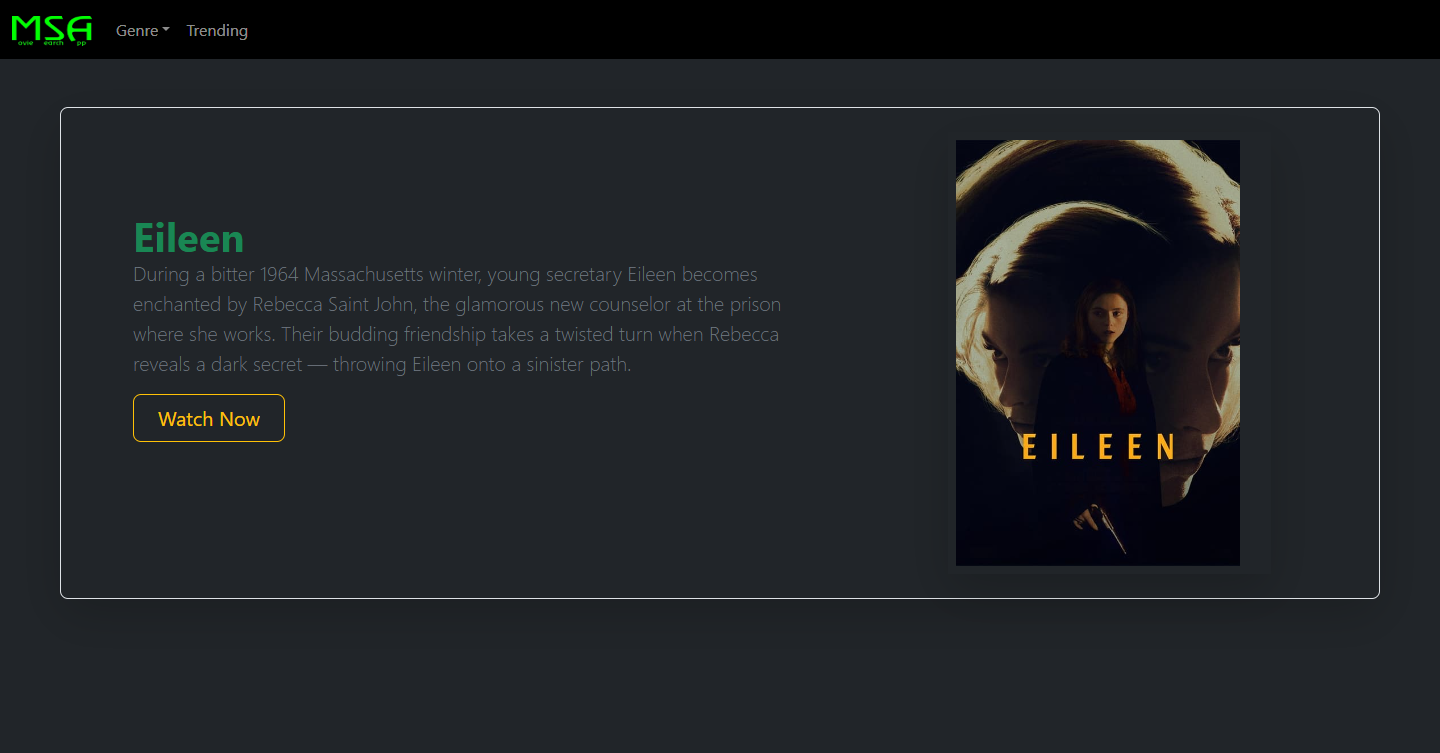 MSA
ovie earth pp
Genre
Trending
Eileen
During a bitter 1964 Massachusetts winter, young secretary Eileen becomes
enchanted by Rebecca Saint John, the glamorous new counselor at the prison
where she works. Their budding friendship takes a twisted turn when Rebecca
reveals a dark secret — throwing Eileen onto a sinister path.
Watch Now
EILEEN